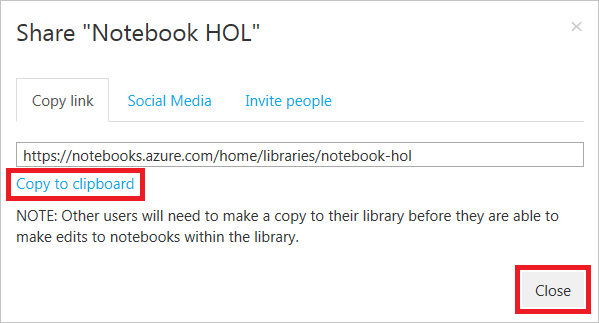 Share "Notebook HOL"
×
Copy link Social Media Invite people
https://notebooks.azure.com/home/libraries/notebook-hol
Copy to clipboard
NOTE: Other users will need to make a copy to their library before they are able to
make edits to notebooks within the library.
Close